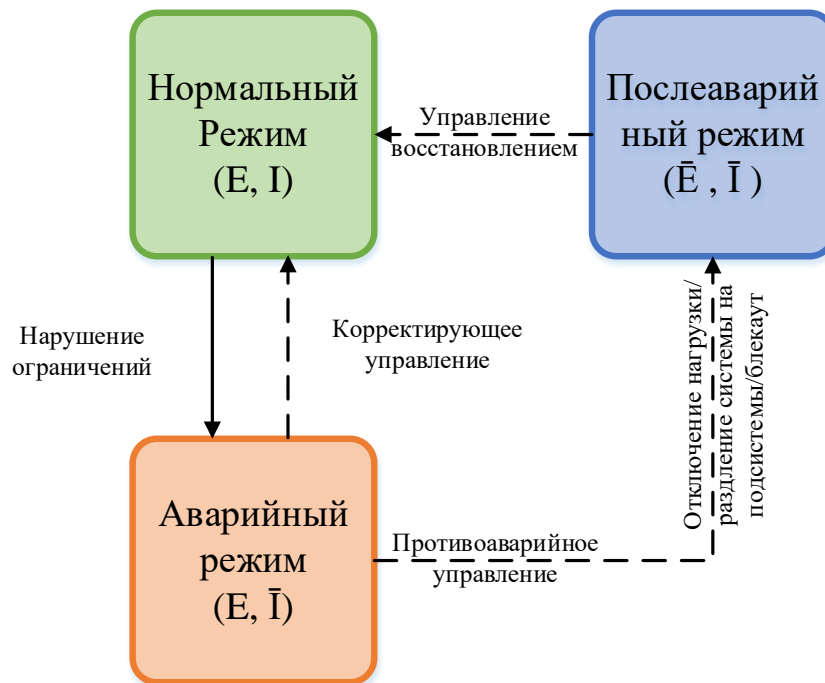 Нормальный
Режим
(E, I)
Послеаварий
ный режим
(Ē , Ī )
Управление
восстановлением
Нарушение
ограничений
Корректирующее
управление
Отключение нагрузки/
раздление системы на
подсистемы/блекаут
Аварийный
режим
(E, Ī)
Противоаварийное
управление